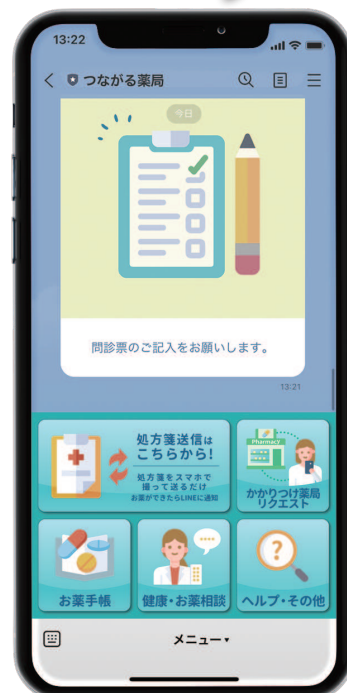 13:22
つながる薬局
今日
問診票のご記入をお願いします。
13:21
処方箋送信は
こちらから!
処方箋をスマホで
撮って送るだけ
お薬ができたらLINEに通知
Pharmacy
かかりつけ薬局
リクエスト
お薬手帳
健康・お薬相談
ヘルプ・その他
メニュー▾